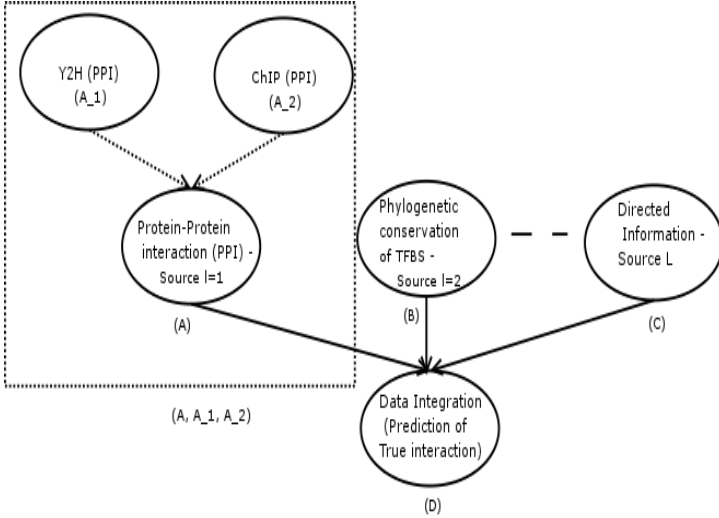 Y2H (PPI)
(A_1)
ChIP (PPI)
(A_2)
Protein-Protein
interaction (PPI) -
Source l=1
(A)
Phylogenetic
conservation
of TFBS -
Source l=2
(B)
Directed
Information -
Source L
(C)
(A, A_1, A_2)
Data Integration
(Prediction of
True interaction)
(D)